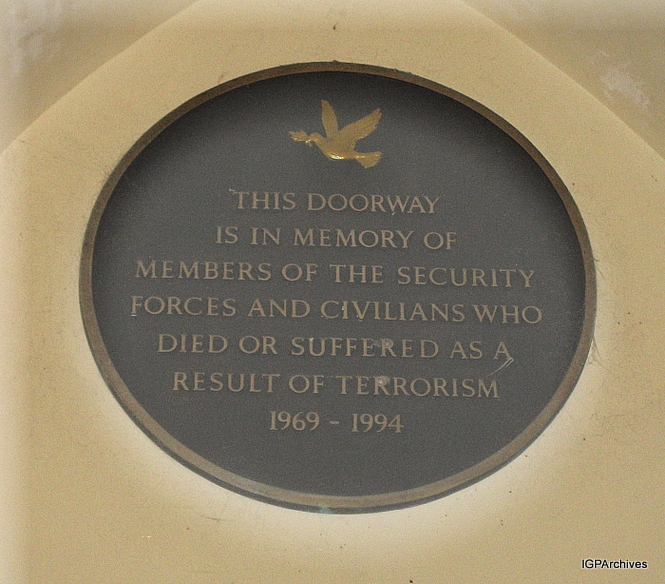 THIS DOORWAY
IS IN MEMORY OF
MEMBERS OF THE SECURITY
FORCES AND CIVILIANS WHO
DIED OR SUFFERED AS A
RESULT OF TERRORISM
1969 - 1994
IGPArchives